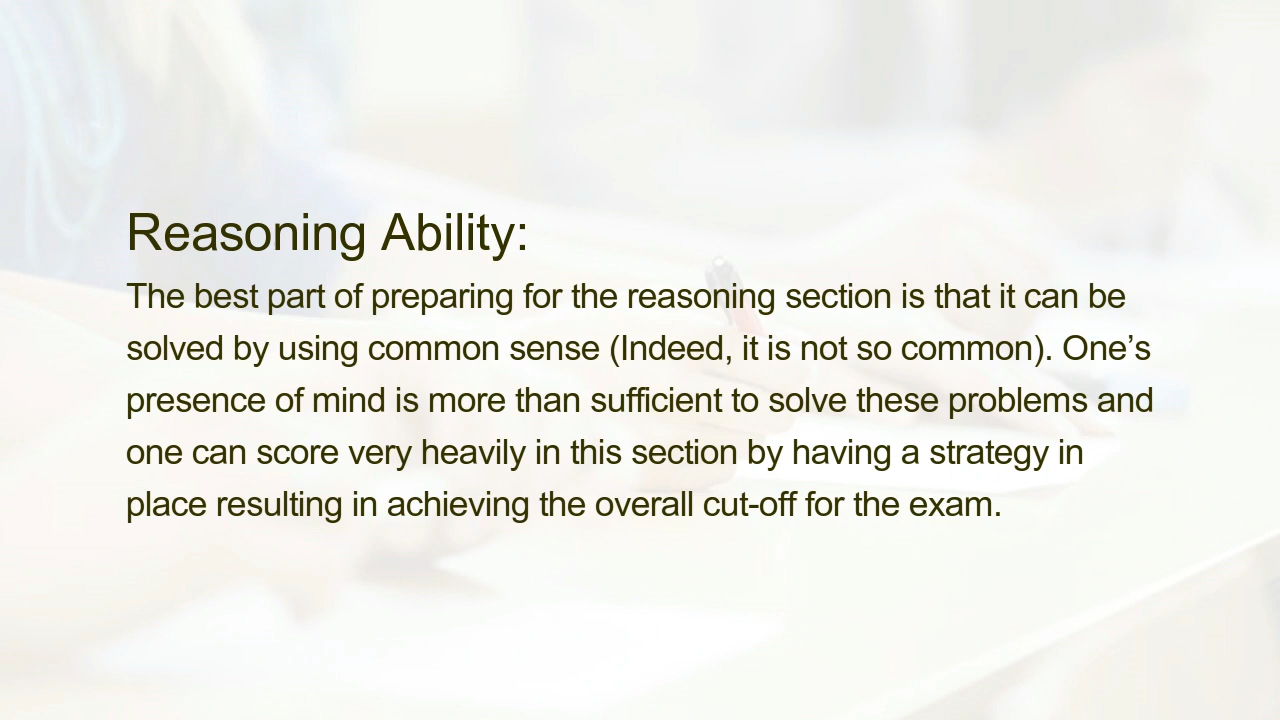 Reasoning Ability:
The best part of preparing for the reasoning section is that it can be
solved by using common sense (Indeed, it is not so common). One’s
presence of mind is more than sufficient to solve these problems and
one can score very heavily in this section by having a strategy in
place resulting in achieving the overall cut-off for the exam.